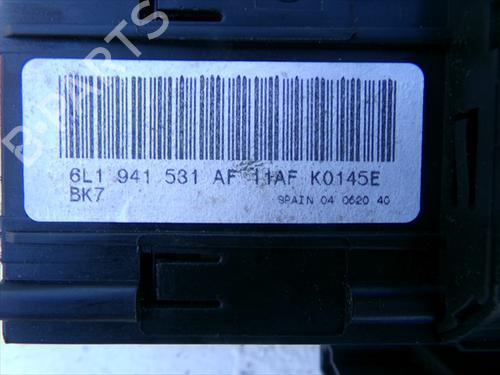 6L1 941 531 AF 11AF K0145E
BK7
SPAIN 04 0620 40
B-PARTS